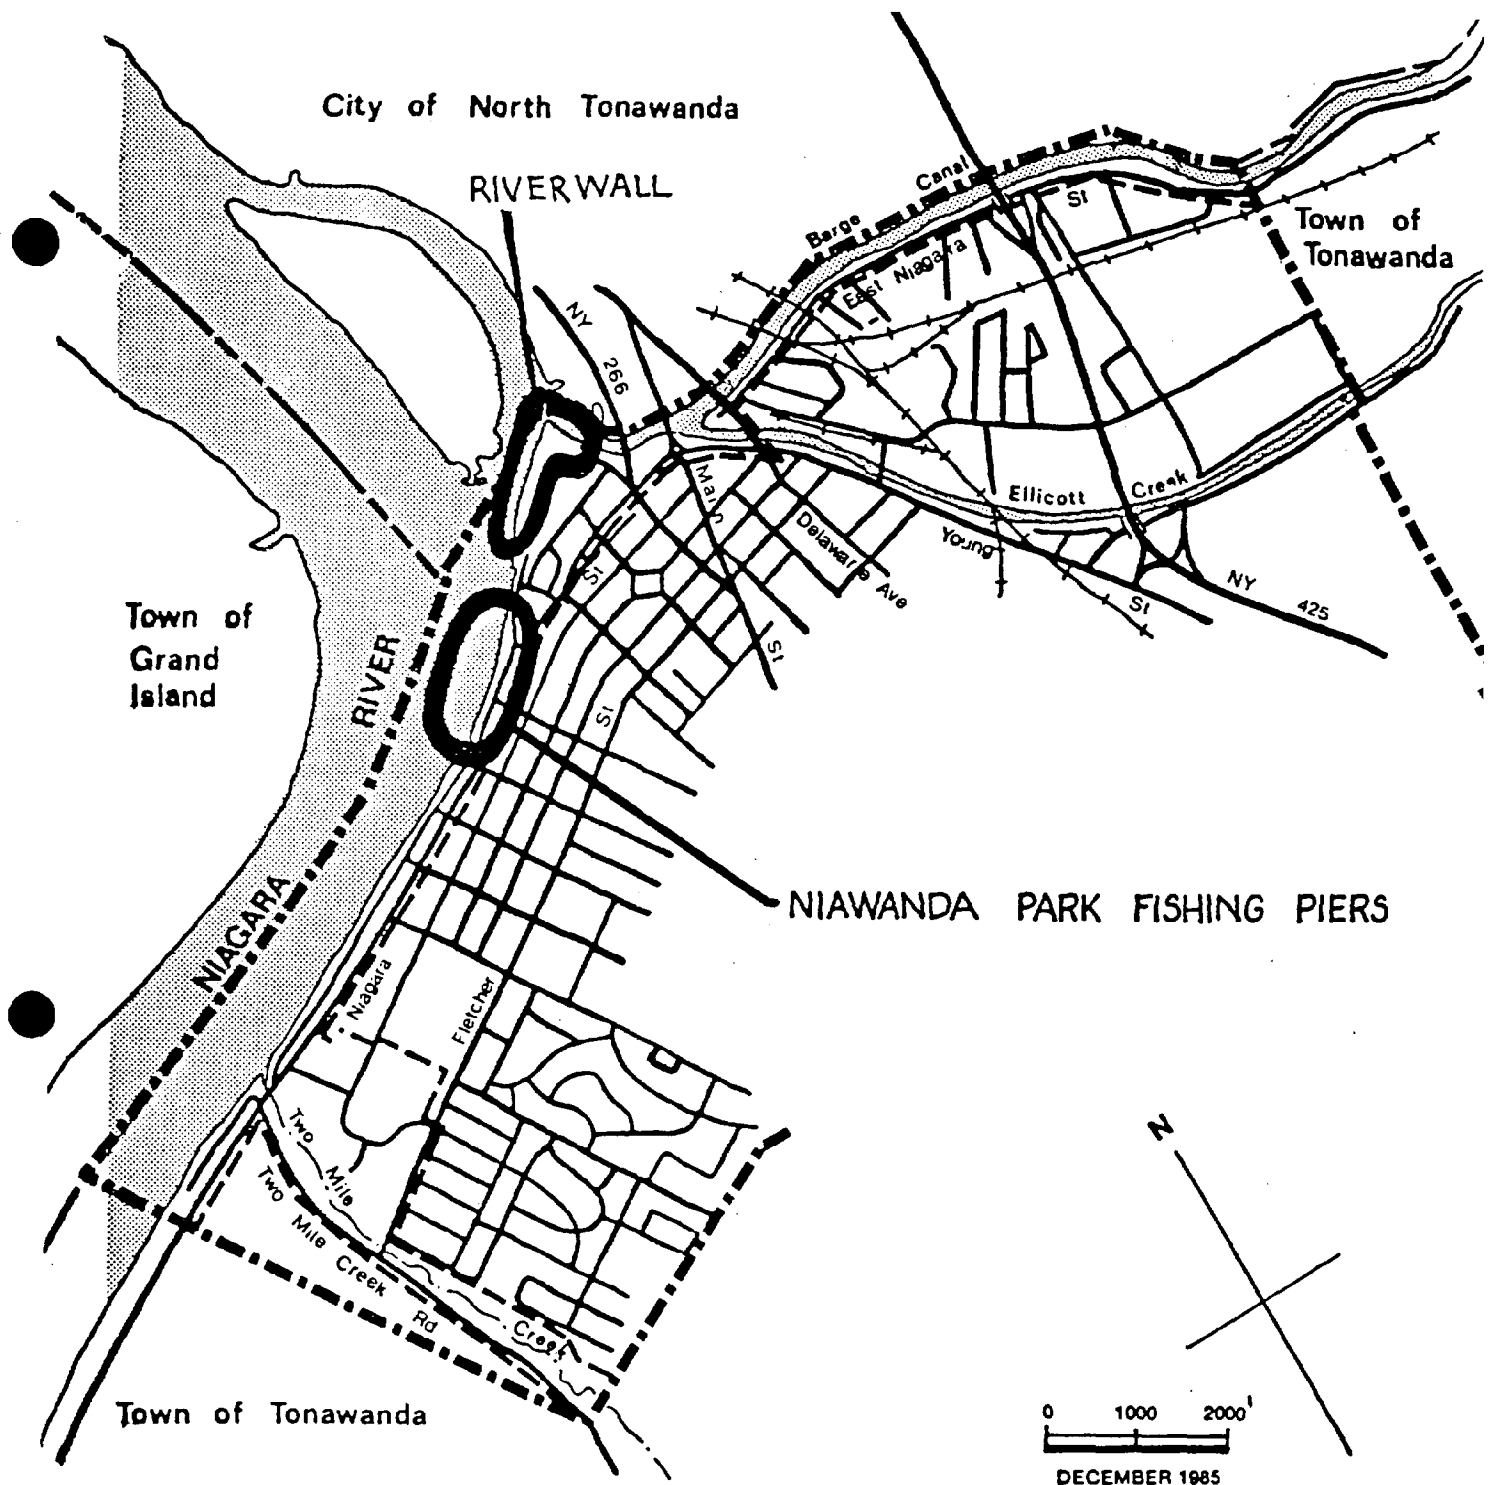 City of North Tonawanda
RIVERWALL
Barge Canal
St
East Niagara
Town of
Tonawanda
NY
266
Main
St
Delaware Ave
Ellicott Creek
Young
St
NY
425
St
Town of
Grand
Island
RIVER
St
NIAGARA
NIAWANDA PARK FISHING PIERS
Niagara
Fletcher
Two
Mile
Creek
Two Mile Creek
Rd
N
Town of Tonawanda
0 1000 2000'
DECEMBER 1985